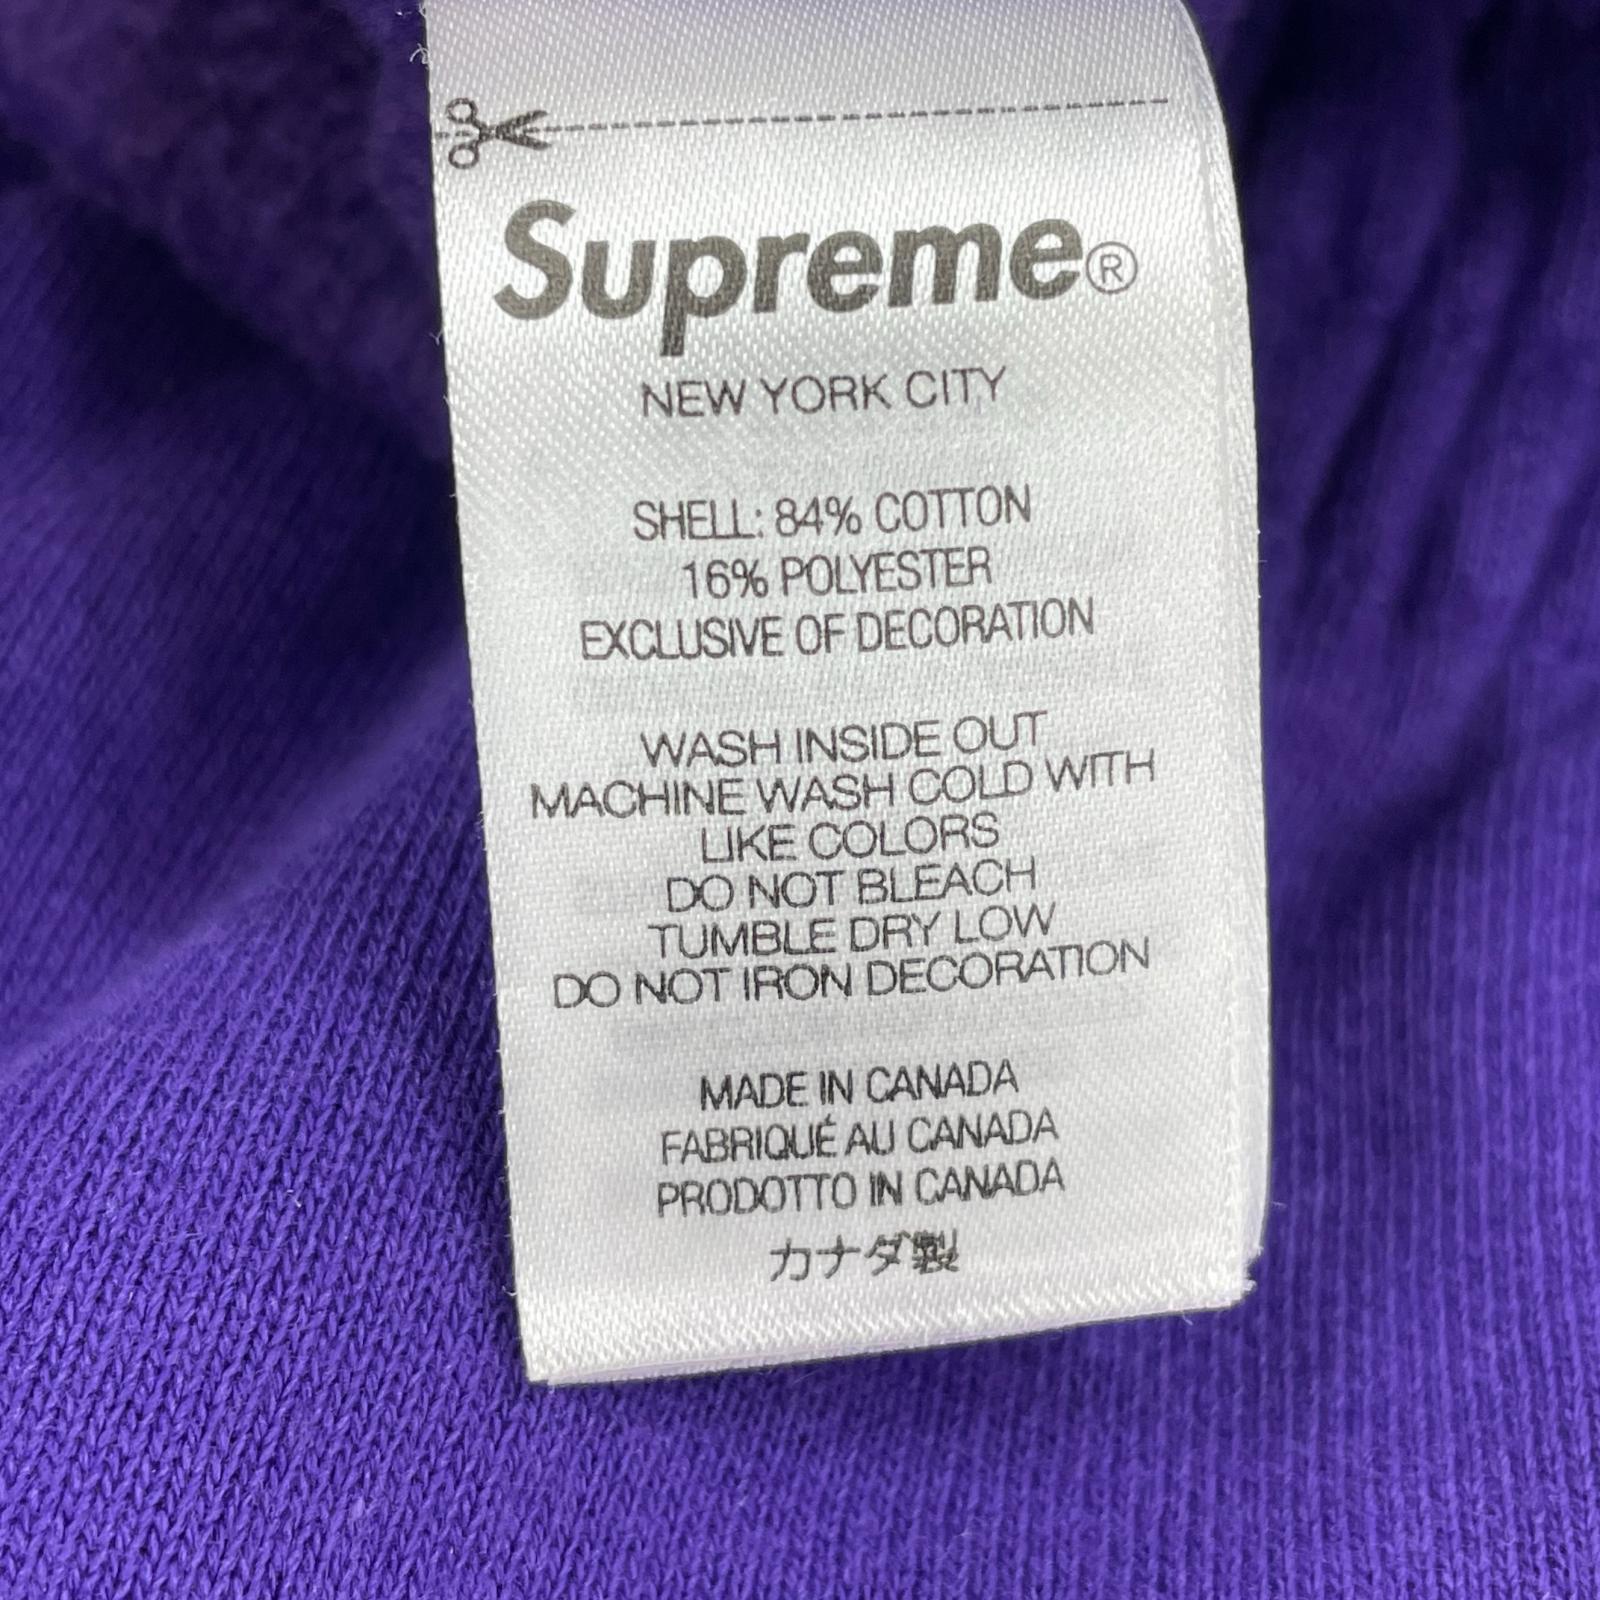 Supreme®
NEW YORK CITY
SHELL: 84% COTTON
16% POLYESTER
EXCLUSIVE OF DECORATION
WASH INSIDE OUT
MACHINE WASH COLD WITH
LIKE COLORS
DO NOT BLEACH
TUMBLE DRY LOW
DO NOT IRON DECORATION
MADE IN CANADA
FABRIQUÉ AU CANADA
PRODOTTO IN CANADA
カナダ製